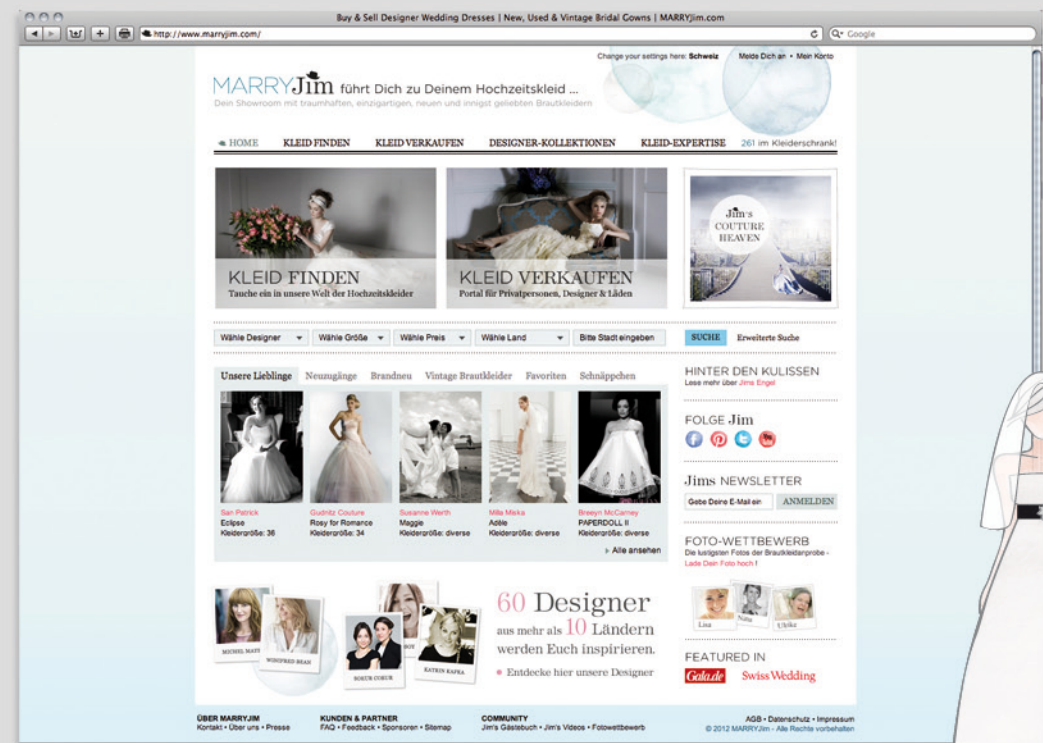 Buy & Sell Designer Wedding Dresses | New, Used & Vintage Bridal Gowns | MARRYJim.com
http://www.marryjim.com/
Google
Change your settings here: Schweiz
Melde Dich an • Mein Konto
MARRYJim führt Dich zu Deinem Hochzeitskleid ...
Dein Showroom mit traumhaften, einzigartigen, neuen und innigst geliebten Brautkleidern
HOME KLEID FINDEN KLEID VERKAUFEN DESIGNER-KOLLEKTIONEN KLEID-EXPERTISE 261 im Kleiderschrank!
KLEID FINDEN
Tauche ein in unsere Welt der Hochzeitskleider
KLEID VERKAUFEN
Portal für Privatpersonen, Designer & Läden
Jim's
COUTURE
HEAVEN
Wähle Designer Wähle Größe Wähle Preis Wähle Land Bitte Stadt eingeben SUCHE Erweiterte Suche
Unsere Lieblinge Neuzugänge Brandneu Vintage Brautkleider Favoriten Schnäppchen
San Patrick
Eclipse
Kleidergröße: 36
Gudnitz Couture
Rosy for Romance
Kleidergröße: 34
Susanne Werth
Maggie
Kleidergröße: diverse
Milla Miska
Adèle
Kleidergröße: diverse
Breeyn McCarney
PAPERDOLL II
Kleidergröße: diverse
Alle ansehen
HINTER DEN KULISSEN
Lese mehr über Jims Engel
FOLGE Jim
Jims NEWSLETTER
Gebe Deine E-Mail ein ANMELDEN
FOTO-WETTBEWERB
Die lustigsten Fotos der Brautkleidanprobe -
Lade Dein Foto hoch !
Lisa
Ulrike
WINIFRED BEAN
SOEUR COEUR
KATRIN KAFKA
60 Designer
aus mehr als 10 Ländern
werden Euch inspirieren.
Entdecke hier unsere Designer
FEATURED IN
Gala.de Swiss Wedding
ÜBER MARRYJIM
Kontakt • Über uns • Presse
KUNDEN & PARTNER
FAQ • Feedback • Sponsoren • Sitemap
COMMUNITY
Jim's Gästebuch • Jim's Videos • Fotowettbewerb
AGB • Datenschutz • Impressum
© 2012 MARRYJim - Alle Rechte vorbehalten